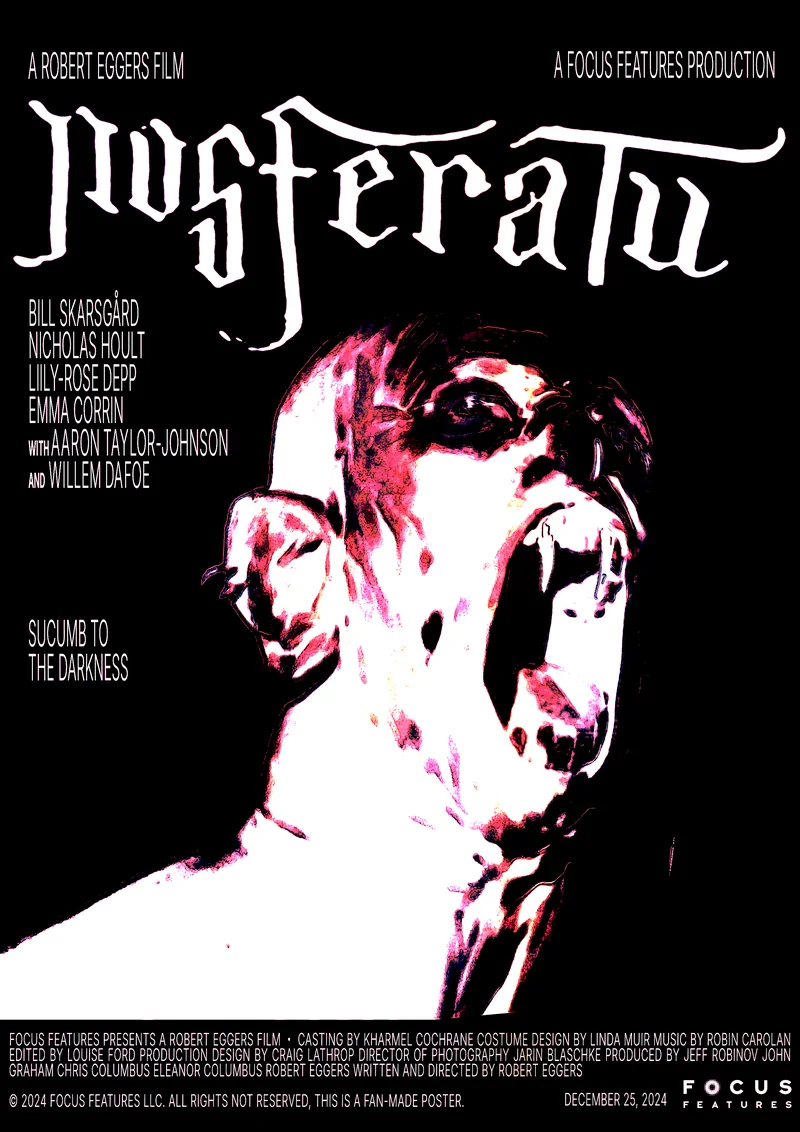 A ROBERT EGGERS FILM
A FOCUS FEATURES PRODUCTION
nosferatu
BILL SKARSGÅRD
NICHOLAS HOULT
LIILY-ROSE DEPP
EMMA CORRIN
WITH AARON TAYLOR-JOHNSON
AND WILLEM DAFOE
SUCUMB TO
THE DARKNESS
FOCUS FEATURES PRESENTS A ROBERT EGGERS FILM • CASTING BY KHARMEL COCHRANE COSTUME DESIGN BY LINDA MUIR MUSIC BY ROBIN CAROLAN
EDITED BY LOUISE FORD PRODUCTION DESIGN BY CRAIG LATHROP DIRECTOR OF PHOTOGRAPHY JARIN BLASCHKE PRODUCED BY JEFF ROBINOV JOHN
GRAHAM CHRIS COLUMBUS ELEANOR COLUMBUS ROBERT EGGERS WRITTEN AND DIRECTED BY ROBERT EGGERS
© 2024 FOCUS FEATURES LLC. ALL RIGHTS NOT RESERVED, THIS IS A FAN-MADE POSTER.
DECEMBER 25, 2024
FOCUS
FEATURES